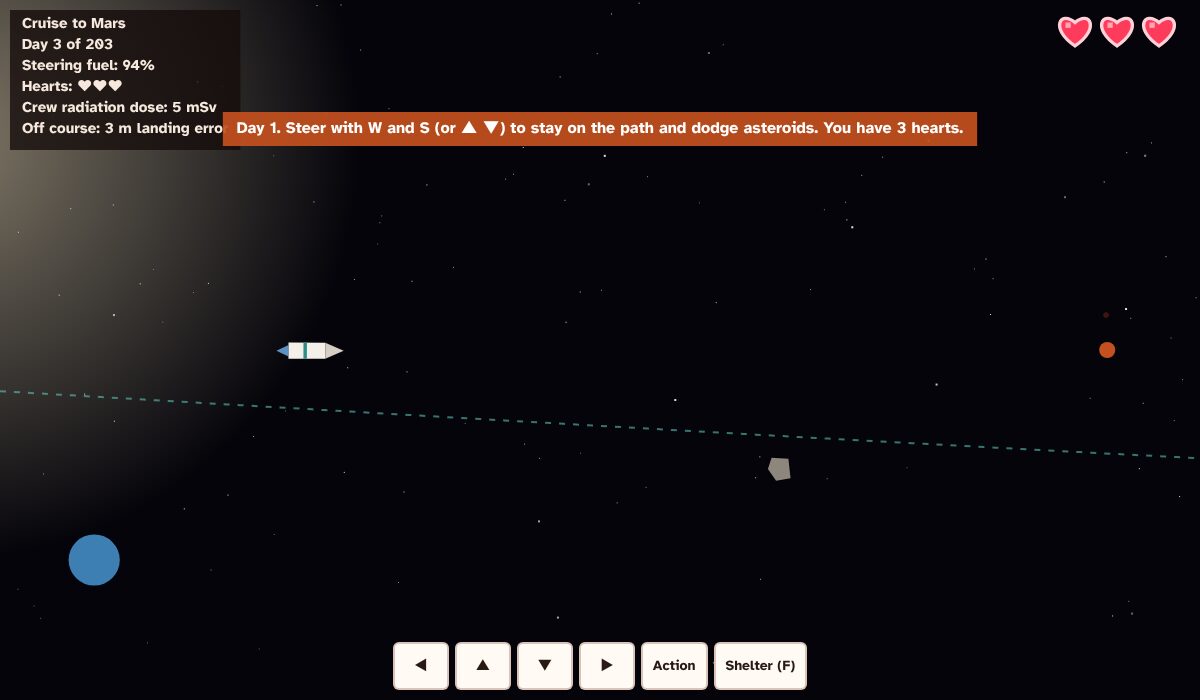 Cruise to Mars
Day 3 of 203
Steering fuel: 94%
Hearts: ♥♥♥
Crew radiation dose: 5 mSv
Off course: 3 m landing error
Day 1. Steer with W and S (or ▲ ▼) to stay on the path and dodge asteroids. You have 3 hearts.
◀ ▲ ▼ ▶ Action Shelter (F)